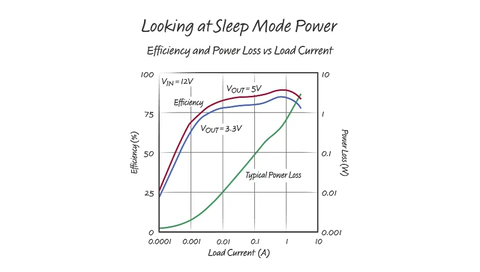 Looking at Sleep Mode Power
Efficiency and Power Loss vs Load Current
100
75
50
25
0
Efficiency (%)
VIN = 12V
VOUT = 5V
Efficiency
VOUT = 3.3V
Typical Power Loss
10
1
0.1
0.01
0.001
Power Loss (W)
0.0001 0.001 0.01 0.1 1 10
Load Current (A)